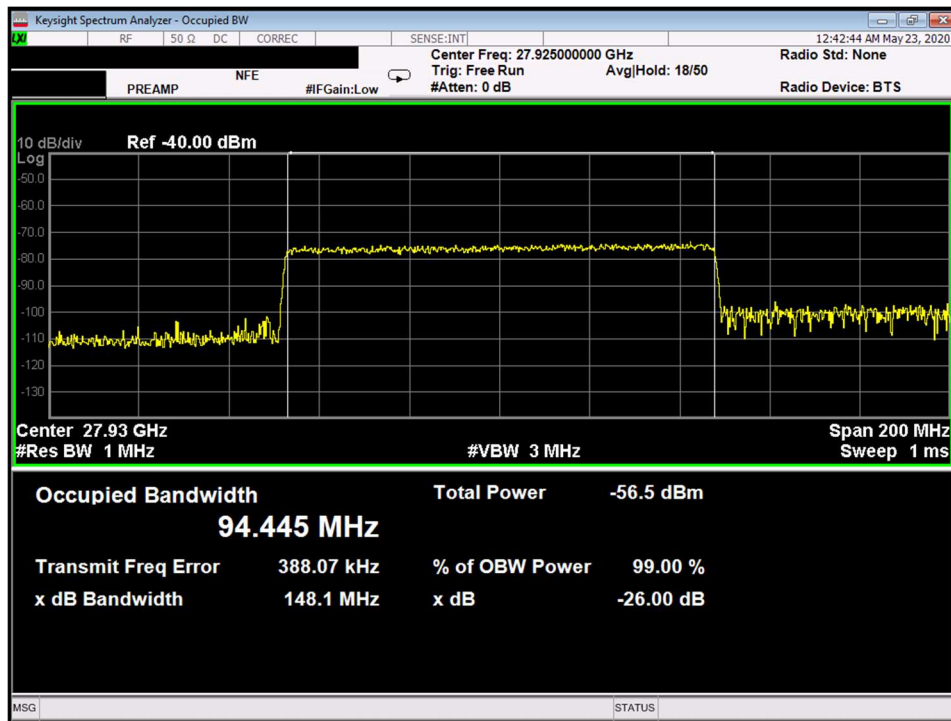 Keysight Spectrum Analyzer - Occupied BW
LXI RF 50 Ω DC CORREC SENSE:INT 12:42:44 AM May 23, 2020
Center Freq: 27.925000000 GHz Radio Std: None
NFE Trig: Free Run Avg|Hold: 18/50
PREAMP #IFGain:Low #Atten: 0 dB Radio Device: BTS
10 dB/div Ref -40.00 dBm
Log
-50.0
-60.0
-70.0
-80.0
-90.0
-100
-110
-120
-130
Center 27.93 GHz Span 200 MHz
#Res BW 1 MHz #VBW 3 MHz Sweep 1 ms
Occupied Bandwidth Total Power -56.5 dBm
94.445 MHz
Transmit Freq Error 388.07 kHz % of OBW Power 99.00 %
x dB Bandwidth 148.1 MHz x dB -26.00 dB
MSG STATUS